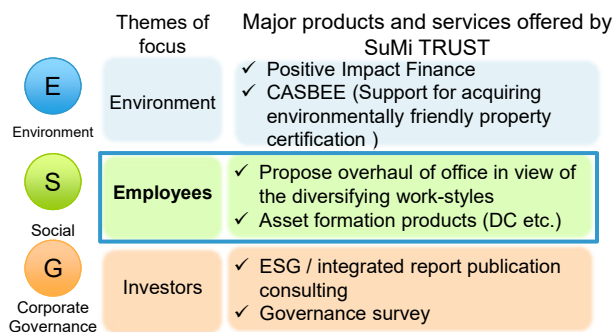 Themes of
focus
Major products and services offered by
SuMi TRUST
E
Environment
Environment
✓ Positive Impact Finance
✓ CASBEE (Support for acquiring
environmentally friendly property
certification )
S
Social
Employees
✓ Propose overhaul of office in view of
the diversifying work-styles
✓ Asset formation products (DC etc.)
G
Corporate
Governance
Investors
✓ ESG / integrated report publication
consulting
✓ Governance survey